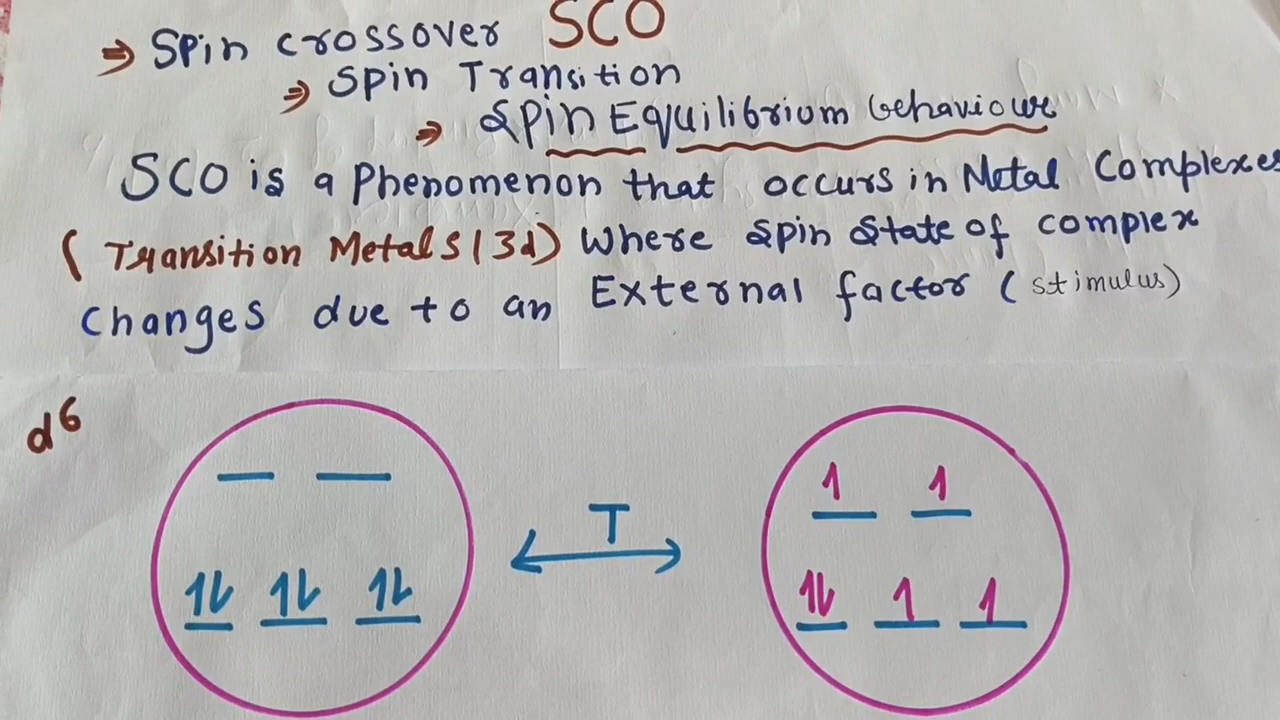 ⇒ Spin crossover SCO
⇒ Spin Transition
⇒ Spin Equilibrium behaviour
SCO is a Phenomenon that occurs in Metal Complexes
( Transition Metals (3d) Where Spin State of complex
Changes due to an External factor (stimulus)
d⁶
T